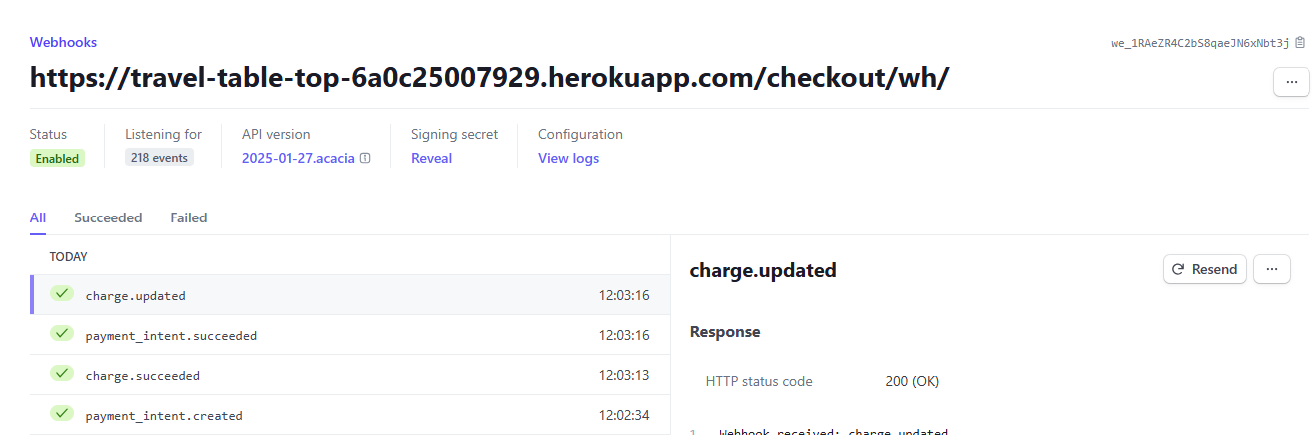 Webhooks
we_1RAeZR4C2bS8qaeJN6xNbt3j
https://travel-table-top-6a0c25007929.herokuapp.com/checkout/wh/
Status
Listening for
API version
Signing secret
Configuration
Enabled
218 events
2025-01-27.acacia
Reveal
View logs
All
Succeeded
Failed
TODAY
charge.updated 12:03:16
payment_intent.succeeded 12:03:16
charge.succeeded 12:03:13
payment_intent.created 12:02:34
charge.updated
Resend
Response
HTTP status code 200 (OK)
1 Webhook received: charge.updated